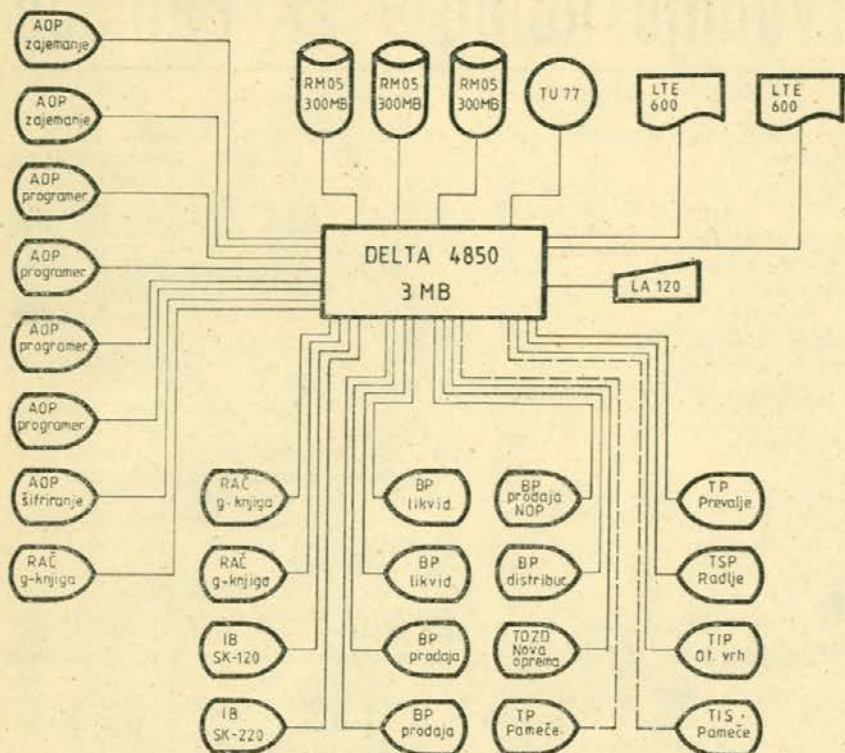 AOP
zajemanje
AOP
zajemanje
AOP
programer
AOP
programer
AOP
programer
AOP
programer
AOP
šifriranje
RAČ
g-knjiga
RM05
300MB
RM05
300MB
RM05
300MB
TU 77
LTE
600
LTE
600
DELTA 4850
3 MB
LA 120
RAČ
g-knjiga
RAČ
g-knjiga
IB
SK-120
IB
SK-220
BP
likvid.
BP
likvid.
BP
prodaja
BP
prodaja
BP
prodaja
NOP
BP
distribuc.
TOZD
Nova
oprema
TP
Pameče
TP
Prevalje
TSP
Radlje
TIP
Ot. vrh
TIS
Pameče